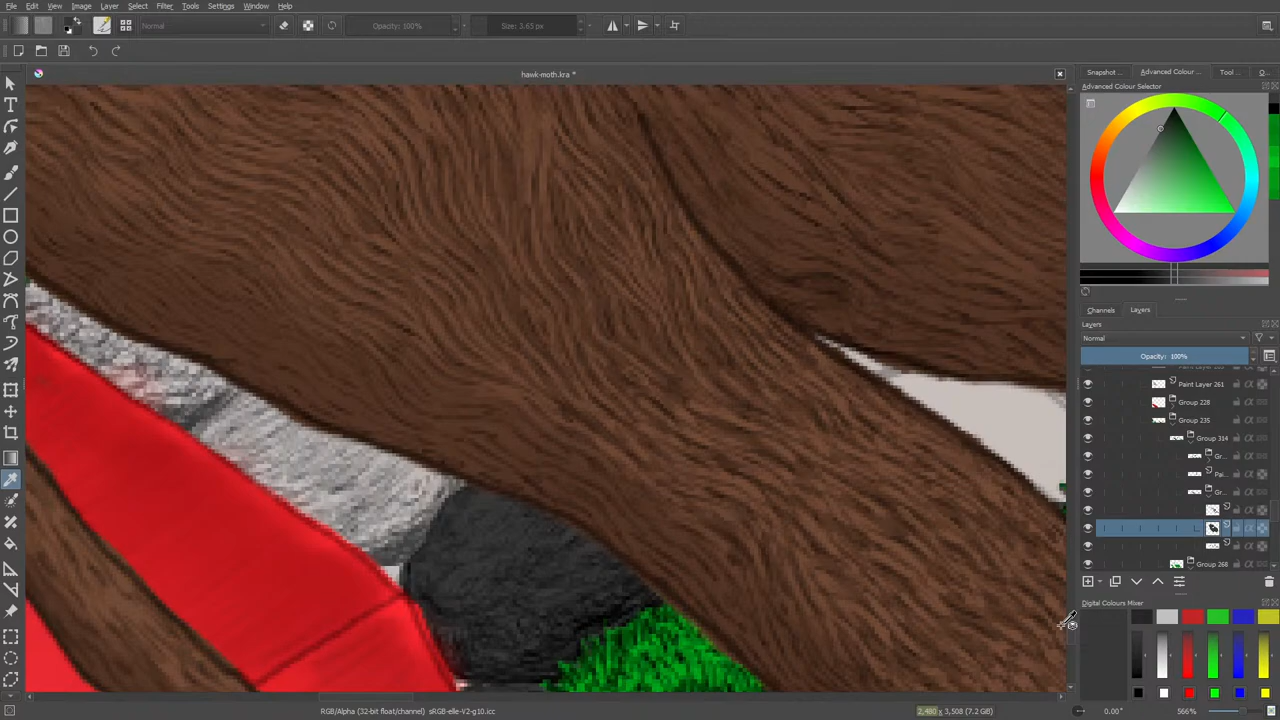 File Edit View Image Layer Select Filter Tools Settings Window Help
Normal Opacity: 100% Size: 3.65 px
hawk-moth.kra *
Snapshot ... Advanced Colour ... Tool ... O...
Advanced Colour Selector
Channels Layers
Layers
Normal
Opacity: 100%
Paint Layer 261
Group 228
Group 235
Group 314
Gr...
Pai...
Gr...
Group 268
Digital Colours Mixer
RGB/Alpha (32-bit float/channel) sRGB-elle-V2-g10.icc
2,480 x 3,508 (7.2 GB)
0.00°
566%